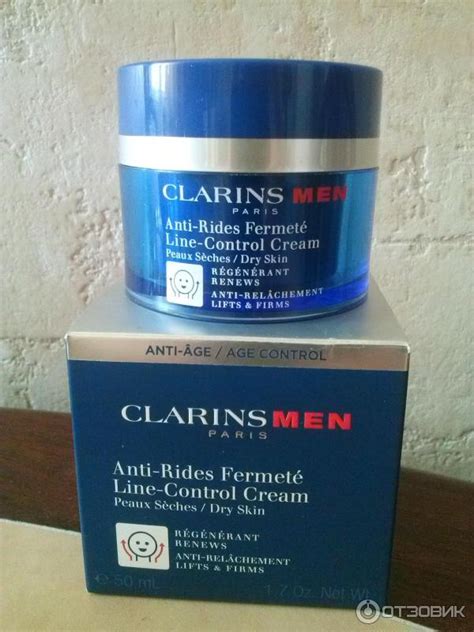 CLARINS MEN
PARIS
Anti-Rides Fermeté
Line-Control Cream
Peaux Sèches / Dry Skin
RÉGÉNÉRANT
RENEWS
ANTI-RELÂCHEMENT
LIFTS & FIRMS
ANTI-ÂGE / AGE CONTROL
CLARINS MEN
PARIS
Anti-Rides Fermeté
Line-Control Cream
Peaux Sèches / Dry Skin
RÉGÉNÉRANT
RENEWS
ANTI-RELÂCHEMENT
LIFTS & FIRMS
e 50 mL 1.7 Oz. Net Wt.
ОТЗОВИК